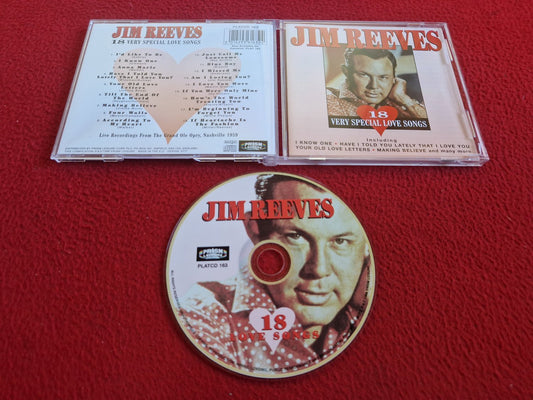 PLATCD 163
JIM REEVES
18 VERY SPECIAL LOVE SONGS
I'd Like To Be
I Know One
Anna Marie
Have I Told You
Lately That I Love You?
Your Old Love
Letters
Till The End Of
The World
Making Believe
Four Walls
According To
My Heart
Just Call Me
Lonesome
Blue Boy
I Missed Me
Am I Losing You?
I Love You More
If You Were Only Mine
How's The World
Treating You
I'm Beginning To
Forget You
If Heartache Is
The Fashion
Live Recordings From The Grand Ole Opry, Nashville 1959
JIM REEVES
18
VERY SPECIAL LOVE SONGS
including
I KNOW ONE · HAVE I TOLD YOU LATELY THAT I LOVE YOU
YOUR OLD LOVE LETTERS · MAKING BELIEVE and many more
JIM REEVES
PRISM
PLATCD 163
18
LOVE SONGS